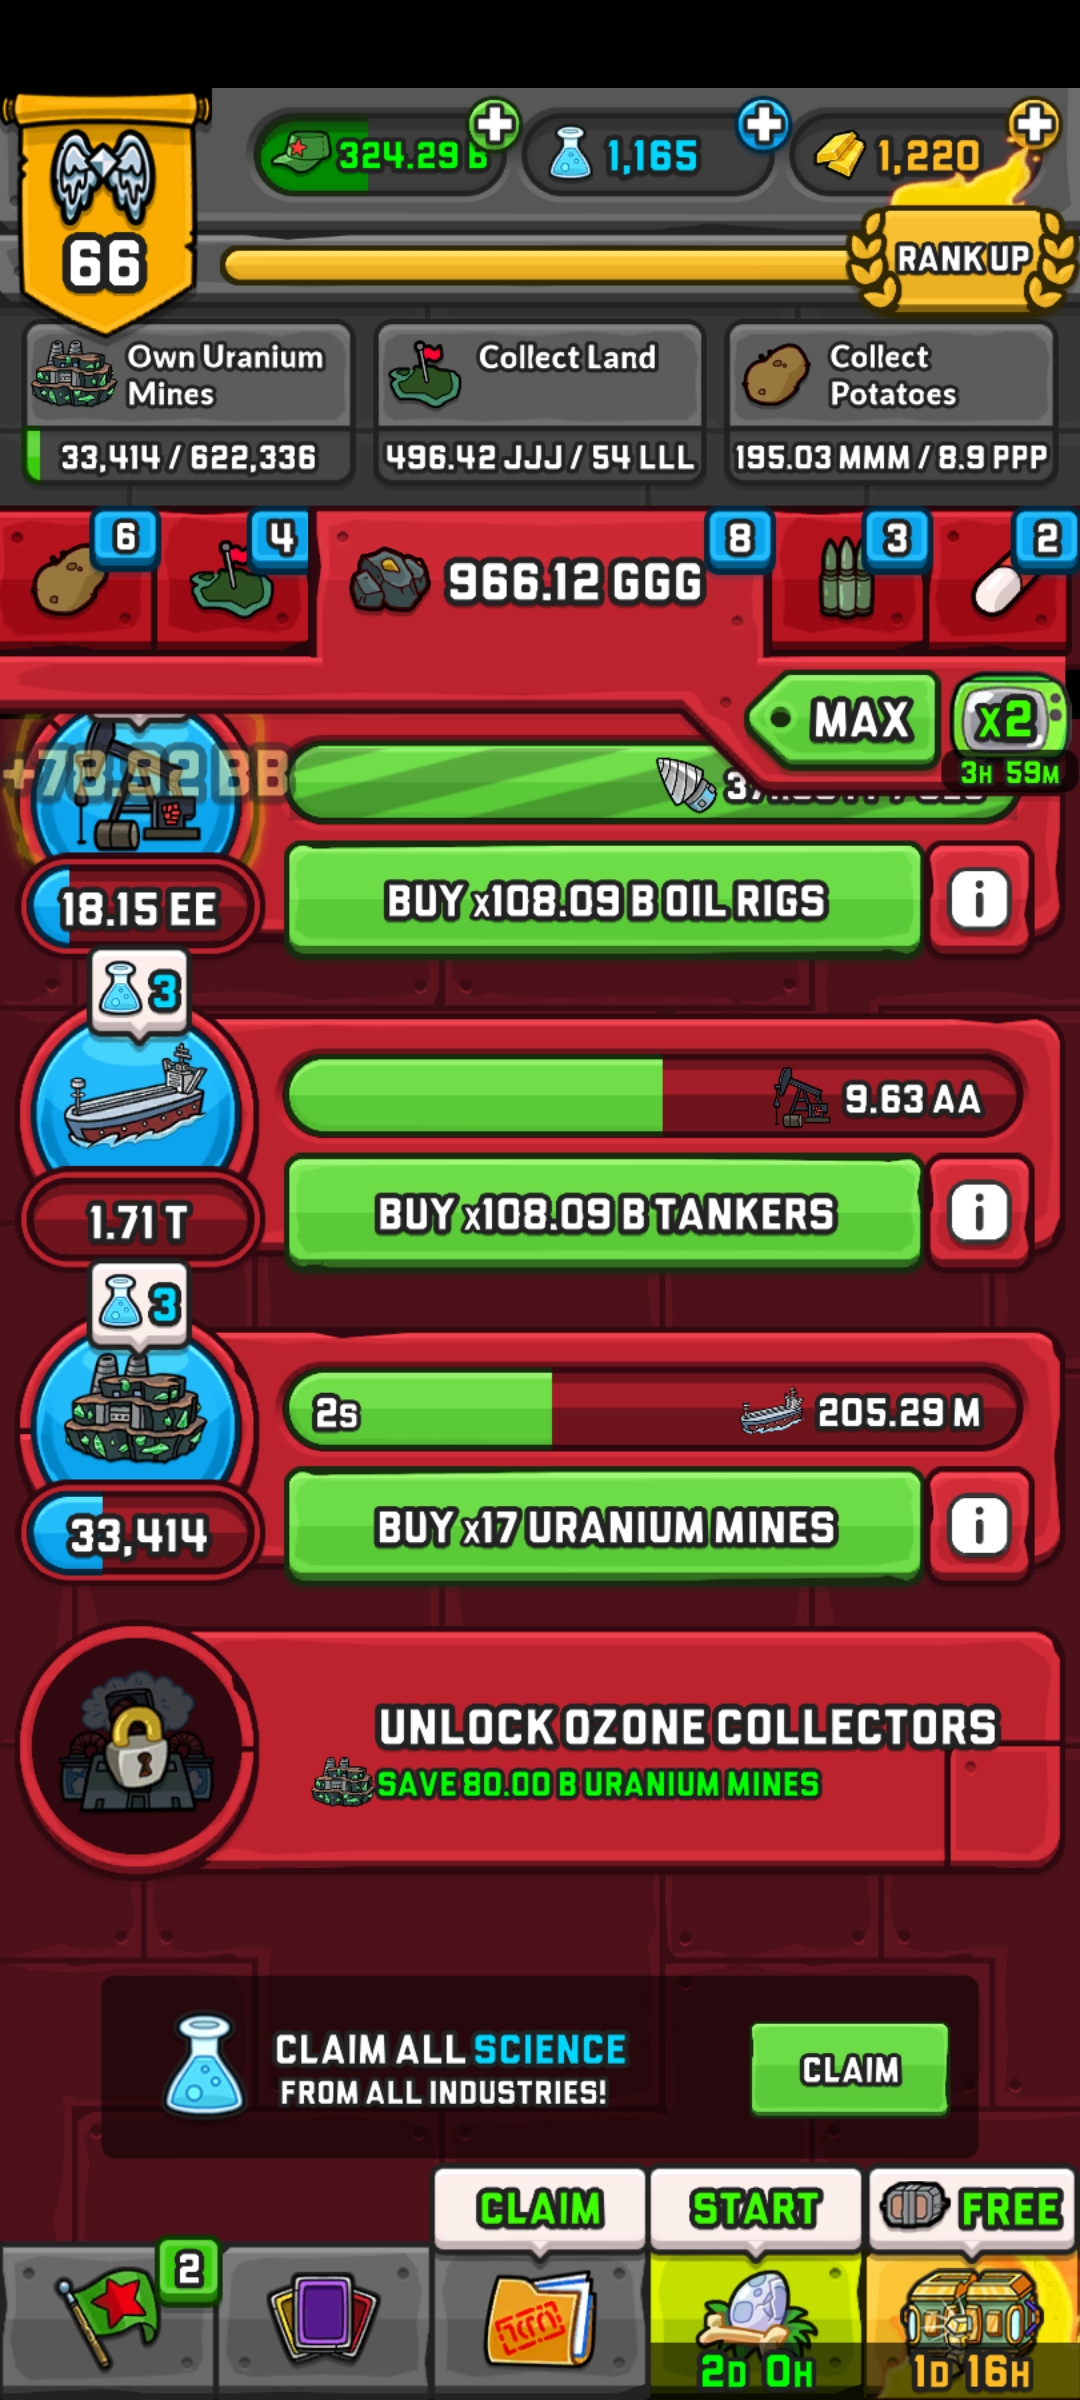 324.29 B
1,165
1,220
66
RANK UP
Own Uranium
Mines
33,414 / 622,336
Collect Land
496.42 JJJ / 54 LLL
Collect
Potatoes
195.03 MMM / 8.9 PPP
6
4
966.12 GGG
8
3
2
MAX
x2
3H 59M
+78.92 BB
18.15 EE
BUY x108.09 B OIL RIGS
i
3
9.63 AA
1.71 T
BUY x108.09 B TANKERS
i
3
2s
205.29 M
33,414
BUY x17 URANIUM MINES
i
UNLOCK OZONE COLLECTORS
SAVE 80.00 B URANIUM MINES
CLAIM ALL SCIENCE
FROM ALL INDUSTRIES!
CLAIM
CLAIM
START
FREE
2
2D 0H
1D 16H